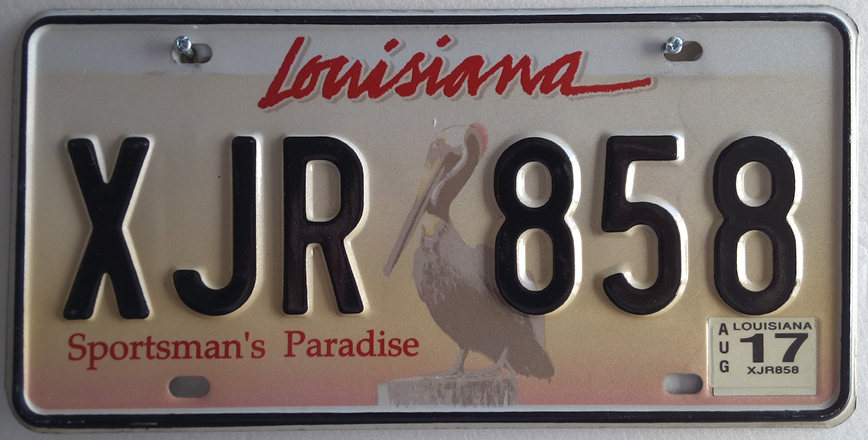 Louisiana
XJR 858
Sportsman's Paradise
AUG
LOUISIANA
17
XJR858